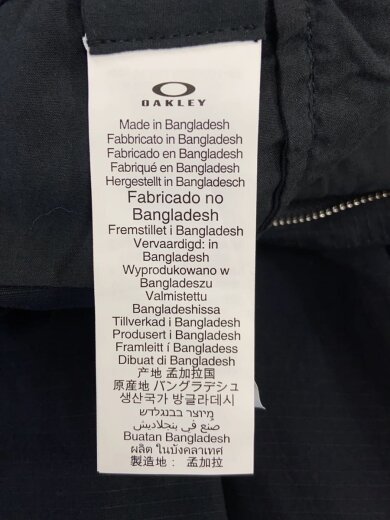 OAKLEY
Made in Bangladesh
Fabbricato in Bangladesh
Fabricado en Bangladesh
Fabriqué en Bangladesh
Hergestellt in Bangladesch
Fabricado no
Bangladesh
Fremstillet i Bangladesh
Vervaardigd: in
Bangladesh
Wyprodukowano w
Bangladeszu
Valmistettu
Bangladeshissa
Tillverkad i Bangladesh
Produsert i Bangladesh
Framleitt í Bangladess
Dibuat di Bangladesh
产地 孟加拉国
原産地 バングラデシュ
생산국가 방글라데시
מיוצר בבנגלדש
صنع في بنجلاديش
Buatan Bangladesh
ผลิต ในบังคลาเทศ
製造地： 孟加拉